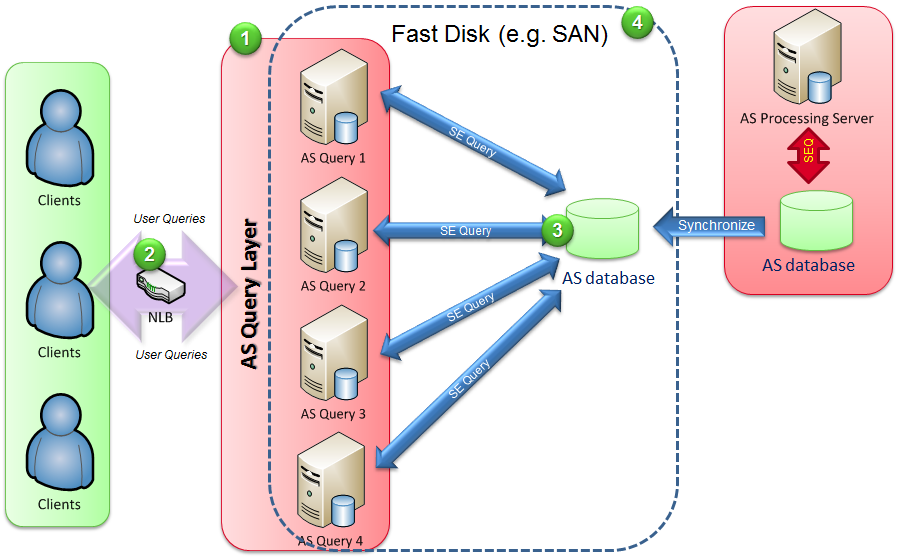 1
4
Fast Disk (e.g. SAN)
Clients
Clients
Clients
User Queries
2
NLB
User Queries
AS Query Layer
AS Query 1
AS Query 2
AS Query 3
AS Query 4
SE Query
SE Query
SE Query
SE Query
3
AS database
Synchronize
AS Processing Server
SEQ
AS database